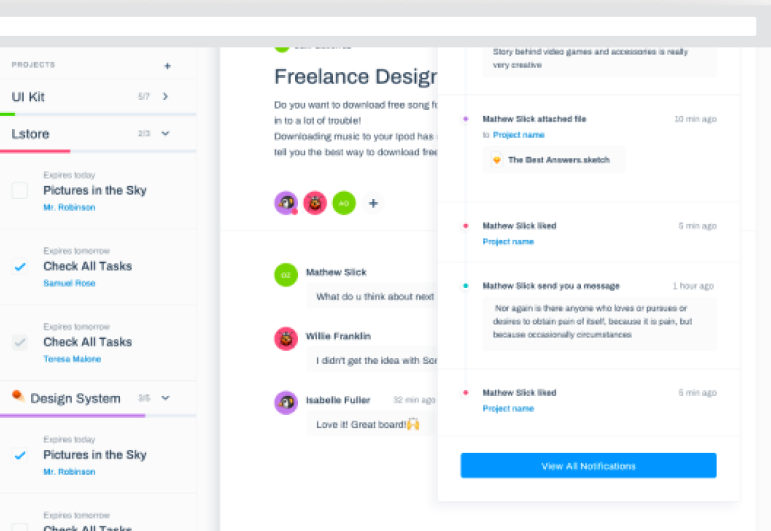 PROJECTS +
UI Kit 5/7
Lstore 2/3
Expires today
Pictures in the Sky
Mr. Robinson
Expires tomorrow
Check All Tasks
Samuel Rose
Expires tomorrow
Check All Tasks
Teresa Malone
Design System 3/5
Expires today
Pictures in the Sky
Mr. Robinson
Expires tomorrow
Check All Tasks
Freelance Design
Do you want to download free song fo
in to a lot of trouble!
Downloading music to your Ipod has
tell you the best way to download free
AO
+
OZ
Mathew Slick
What do u think about next
Willie Franklin
I didn't get the idea with Sor
Isabelle Fuller 32 min ago
Love it! Great board!🙌
Story behind video games and accessories is really
very creative
Mathew Slick attached file 10 min ago
to Project name
The Best Answers.sketch
Mathew Slick liked 5 min ago
Project name
Mathew Slick send you a message 1 hour ago
Nor again is there anyone who loves or pursues or
desires to obtain pain of itself, because it is pain, but
because occasionally circumstances
Mathew Slick liked 5 min ago
Project name
View All Notifications